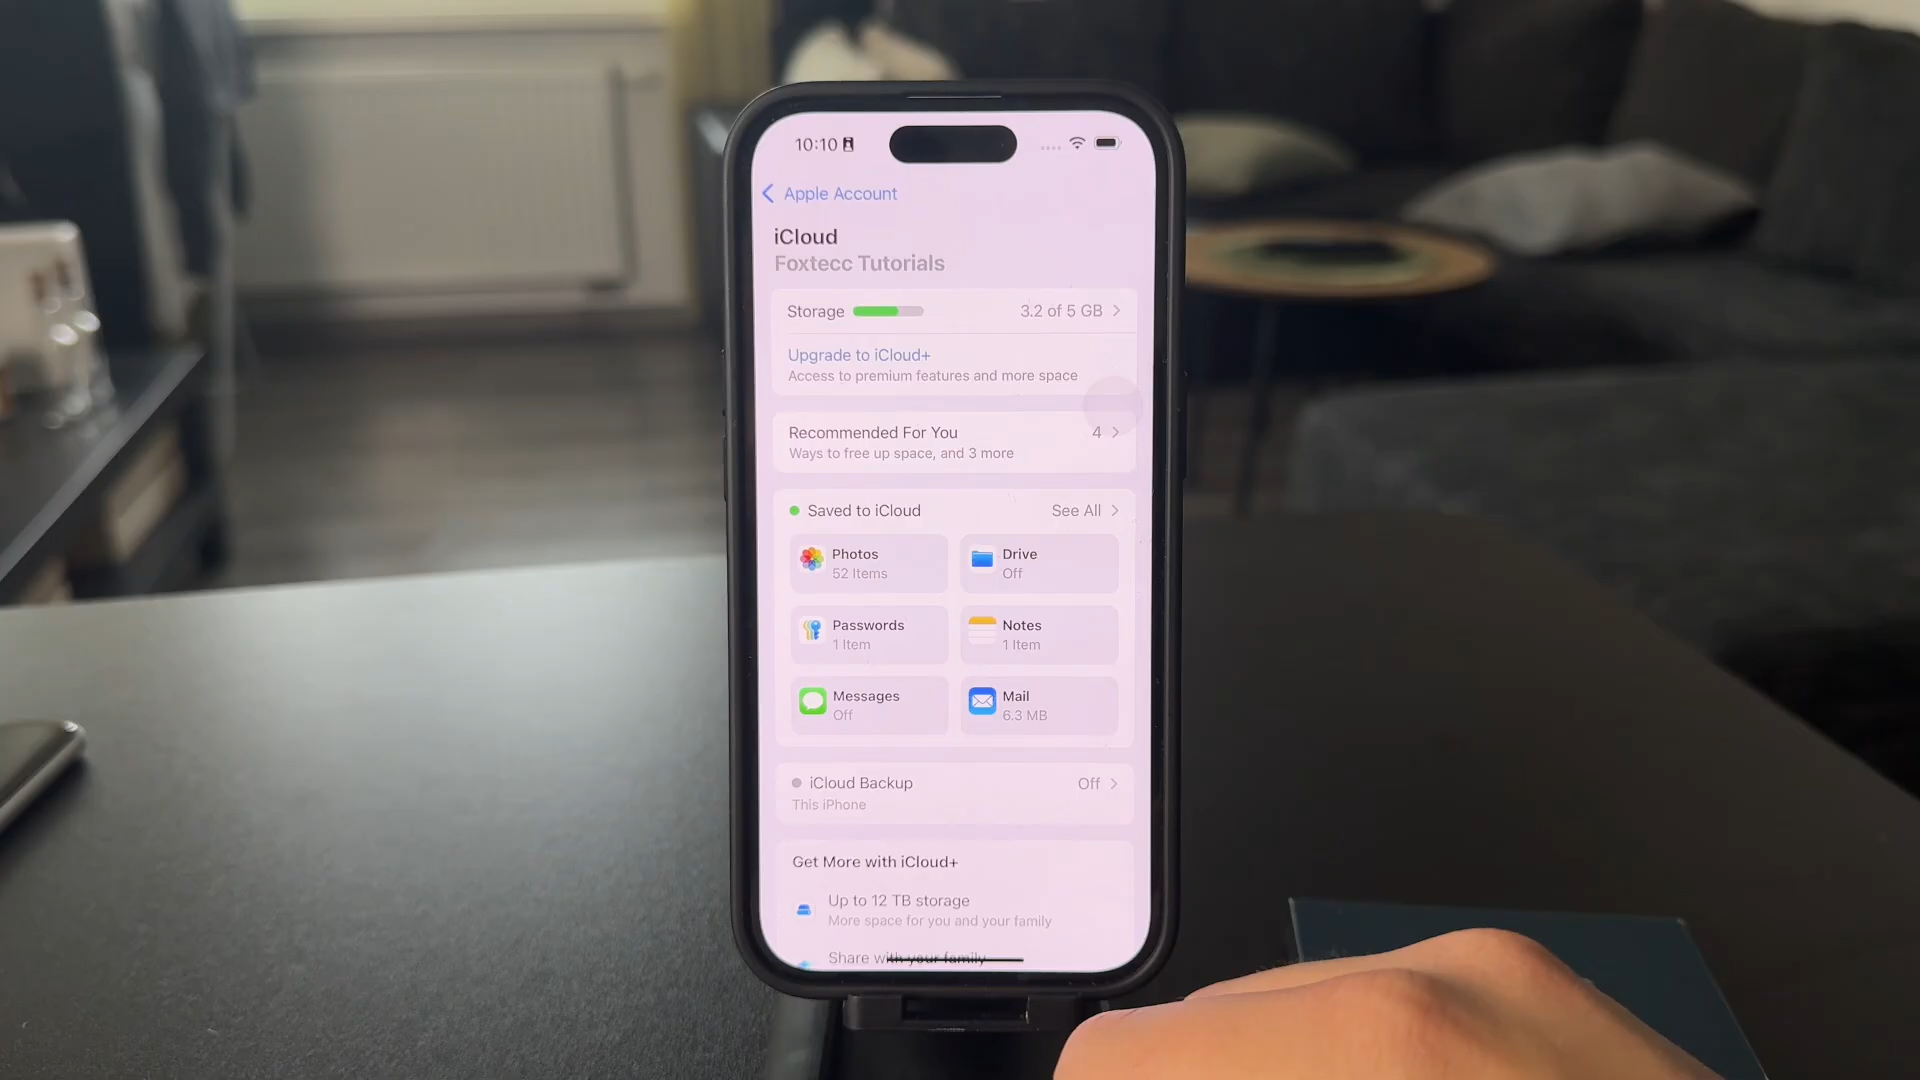 10:10
Apple Account
iCloud
Foxtecc Tutorials
Storage 3.2 of 5 GB
Upgrade to iCloud+
Access to premium features and more space
Recommended For You 4
Ways to free up space, and 3 more
Saved to iCloud See All
Photos Drive
52 Items Off
Passwords Notes
1 Item 1 Item
Messages Mail
Off 6.3 MB
iCloud Backup Off
This iPhone
Get More with iCloud+
Up to 12 TB storage
More space for you and your family
Share with your family